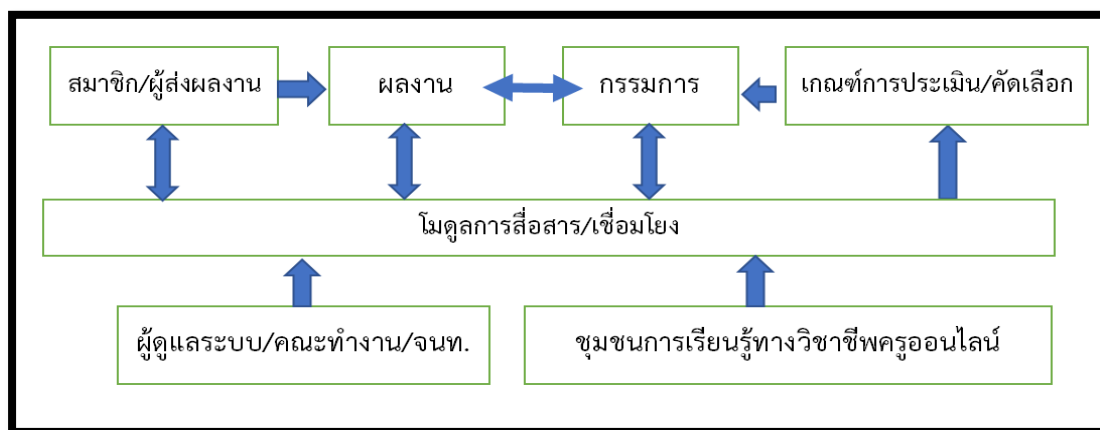 สมาชิก/ผู้ส่งผลงาน
ผลงาน
กรรมการ
เกณฑ์การประเมิน/คัดเลือก
โมดูลการสื่อสาร/เชื่อมโยง
ผู้ดูแลระบบ/คณะทำงาน/จนท.
ชุมชนการเรียนรู้ทางวิชาชีพครูออนไลน์